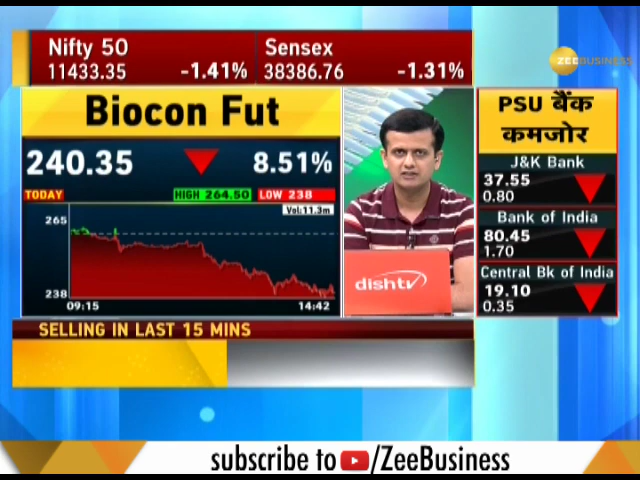 Nifty 50
11433.35 -1.41%
Sensex
38386.76 -1.31%
ZEEBUSINESS
Biocon Fut
240.35 8.51%
TODAY HIGH 264.50 LOW 238
Vol:11.3m
265
238
09:15 14:42
dishtv
PSU बैंक
कमजोर
J&K Bank
37.55
0.80
Bank of India
80.45
1.70
Central Bk of India
19.10
0.35
SELLING IN LAST 15 MINS
subscribe to /ZeeBusiness